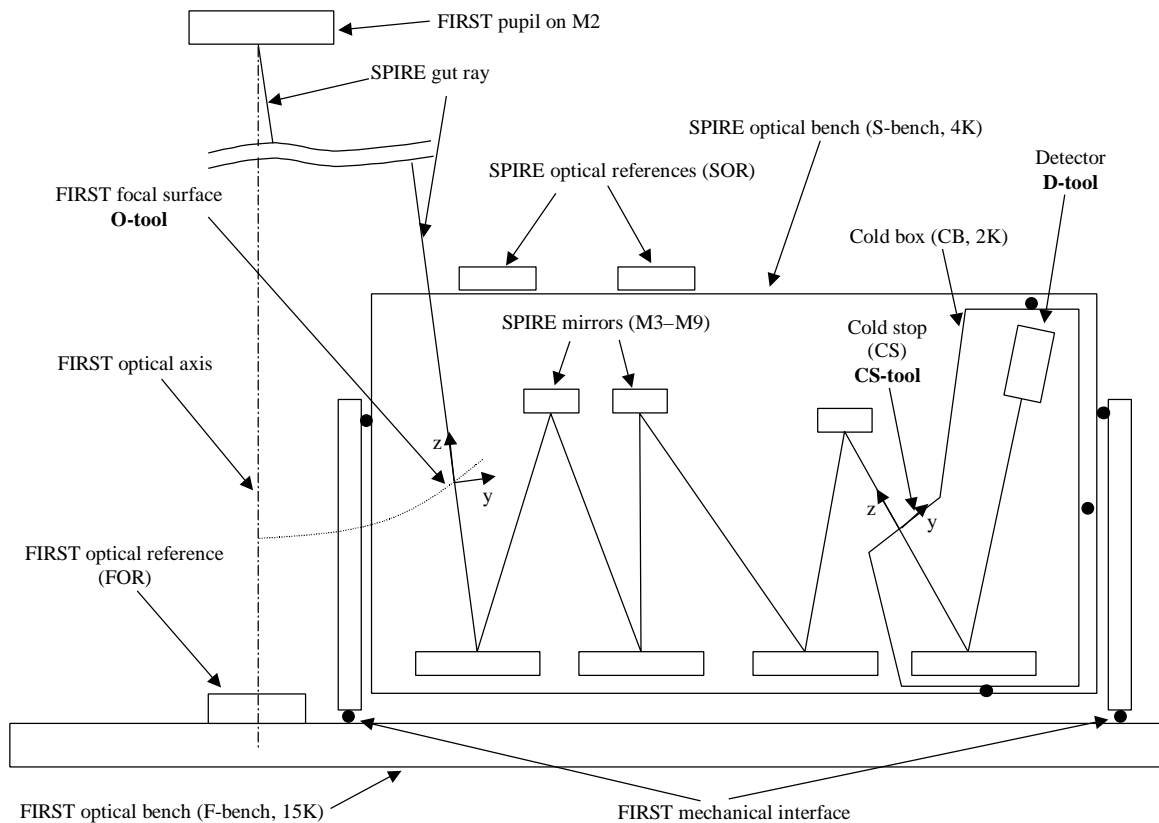 FIRST pupil on M2
SPIRE gut ray
SPIRE optical bench (S-bench, 4K)
Detector
D-tool
SPIRE optical references (SOR)
FIRST focal surface
O-tool
Cold box (CB, 2K)
SPIRE mirrors (M3–M9)
Cold stop
(CS)
CS-tool
FIRST optical axis
z
y
z
y
FIRST optical reference
(FOR)
FIRST optical bench (F-bench, 15K)
FIRST mechanical interface